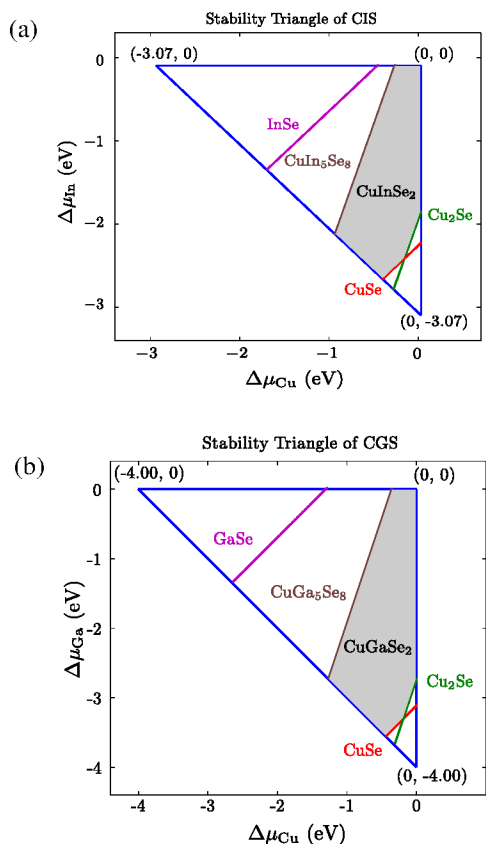 (a)
Stability Triangle of CIS
(-3.07, 0)
(0, 0)
0
InSe
CuIn₅Se₈
-1
CuInSe₂
Δμ_In (eV)
Cu₂Se
-2
CuSe
-3
(0, -3.07)
-3
-2
-1
0
Δμ_Cu (eV)
(b)
Stability Triangle of CGS
(-4.00, 0)
(0, 0)
0
GaSe
-1
CuGa₅Se₈
CuGaSe₂
Δμ_Ga (eV)
-2
Cu₂Se
-3
CuSe
-4
(0, -4.00)
-4
-3
-2
-1
0
Δμ_Cu (eV)